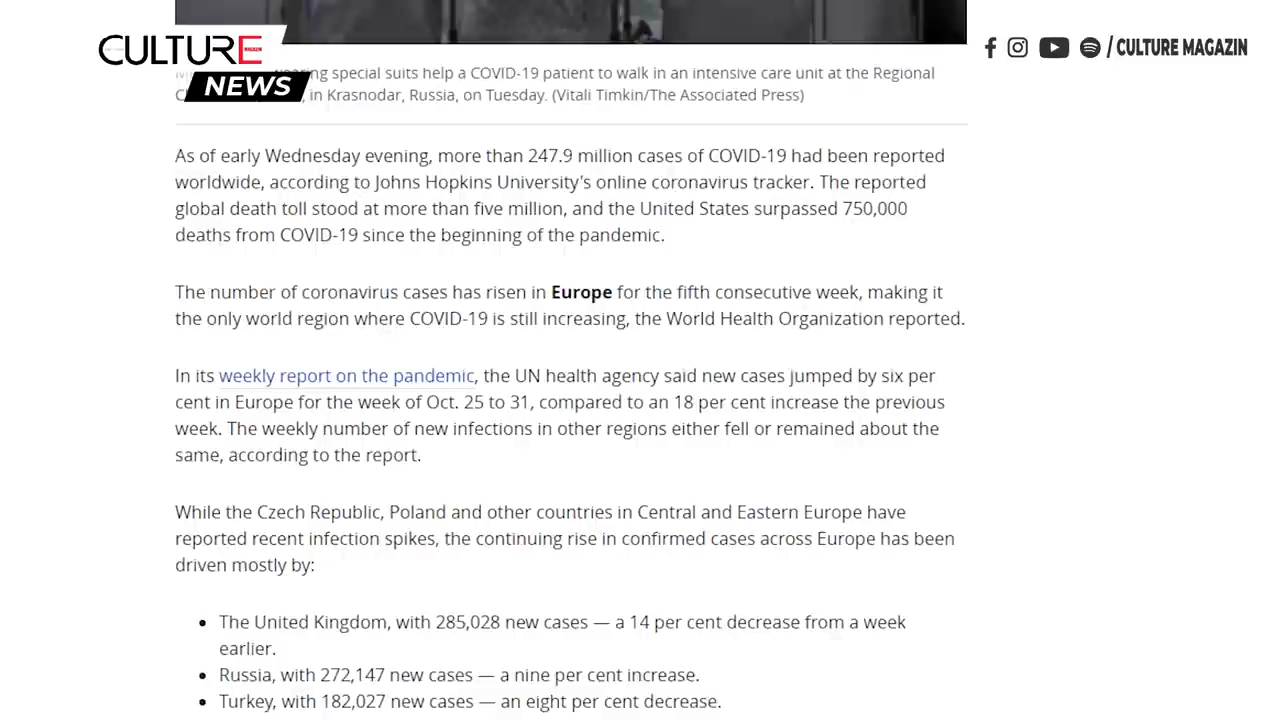 CULTURE
NEWS
/ CULTURE MAGAZIN
special suits help a COVID-19 patient to walk in an intensive care unit at the Regional
in Krasnodar, Russia, on Tuesday. (Vitali Timkin/The Associated Press)
As of early Wednesday evening, more than 247.9 million cases of COVID-19 had been reported
worldwide, according to Johns Hopkins University's online coronavirus tracker. The reported
global death toll stood at more than five million, and the United States surpassed 750,000
deaths from COVID-19 since the beginning of the pandemic.
The number of coronavirus cases has risen in Europe for the fifth consecutive week, making it
the only world region where COVID-19 is still increasing, the World Health Organization reported.
In its weekly report on the pandemic, the UN health agency said new cases jumped by six per
cent in Europe for the week of Oct. 25 to 31, compared to an 18 per cent increase the previous
week. The weekly number of new infections in other regions either fell or remained about the
same, according to the report.
While the Czech Republic, Poland and other countries in Central and Eastern Europe have
reported recent infection spikes, the continuing rise in confirmed cases across Europe has been
driven mostly by:
• The United Kingdom, with 285,028 new cases — a 14 per cent decrease from a week
earlier.
• Russia, with 272,147 new cases — a nine per cent increase.
• Turkey, with 182,027 new cases — an eight per cent decrease.